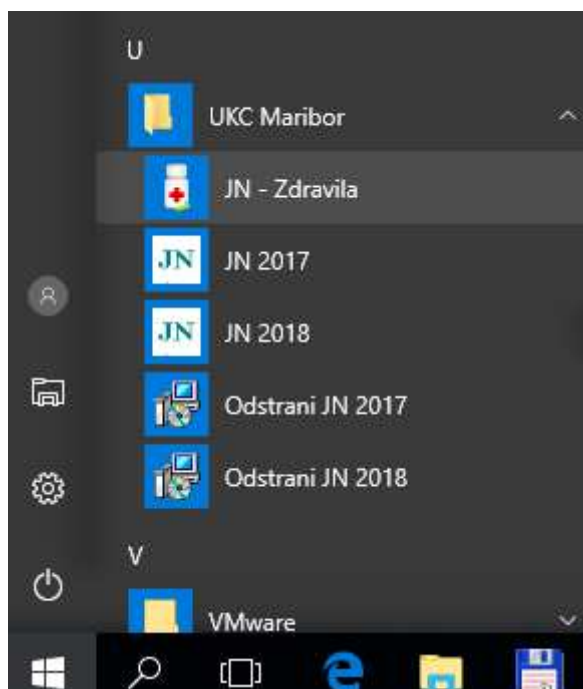 U
UKC Maribor
JN - Zdravila
JN JN 2017
JN JN 2018
Odstrani JN 2017
Odstrani JN 2018
V
VMware